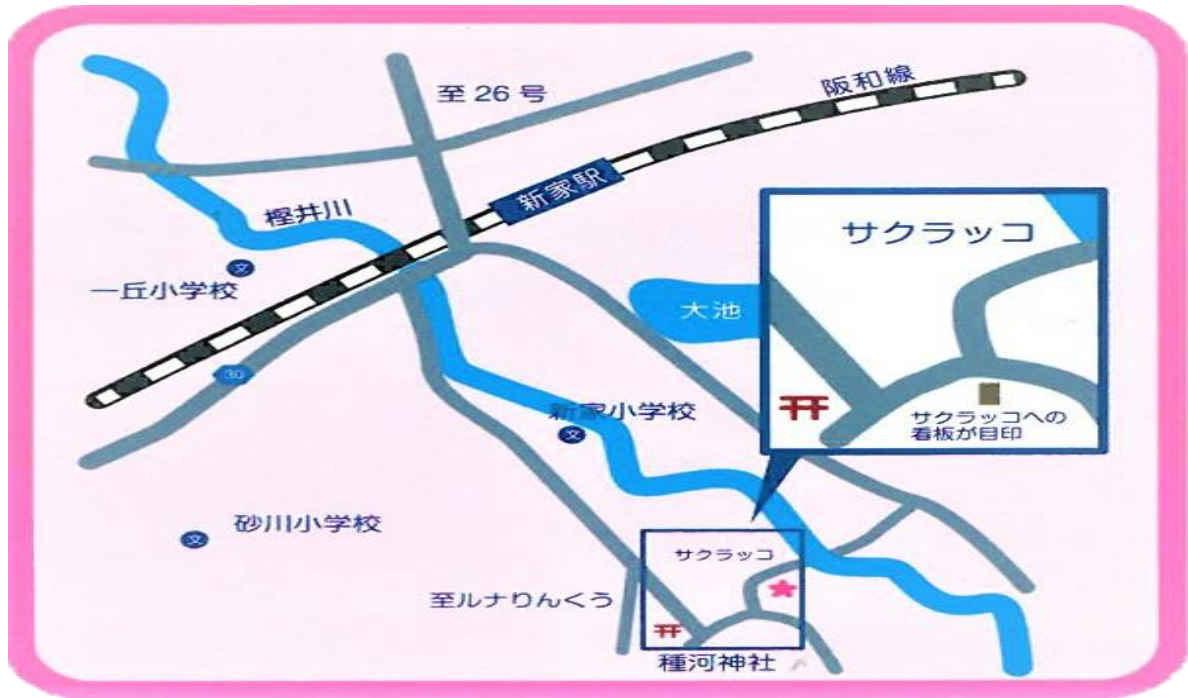 至26号
阪和線
新家駅
樫井川
文
一丘小学校
30
大池
サクラッコ
サクラッコへの
看板が目印
新家小学校
文
砂川小学校
文
サクラッコ
至ルナりんくう
種河神社